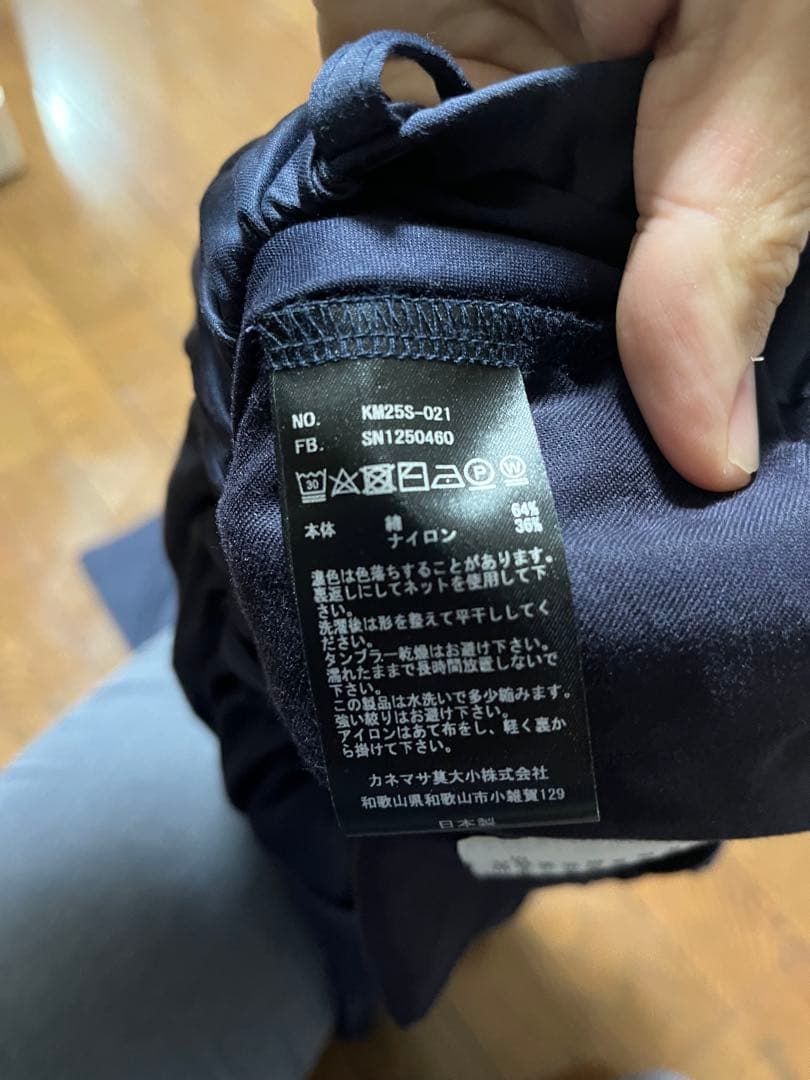 NO. KM25S-021
FB. SN1250460
30 P W
本体 綿 64%
ナイロン 36%
濃色は色落ちすることがあります。
裏返しにしてネットを使用して下
さい。
洗濯後は形を整えて平干ししてく
ださい。
タンブラー乾燥はお避け下さい。
濡れたままで長時間放置しないで
下さい。
この製品は水洗いで多少縮みます。
強い絞りはお避け下さい。
アイロンはあて布をし、軽く裏か
ら掛けて下さい。
カネマサ莫大小株式会社
和歌山県和歌山市小雑賀129
日本製